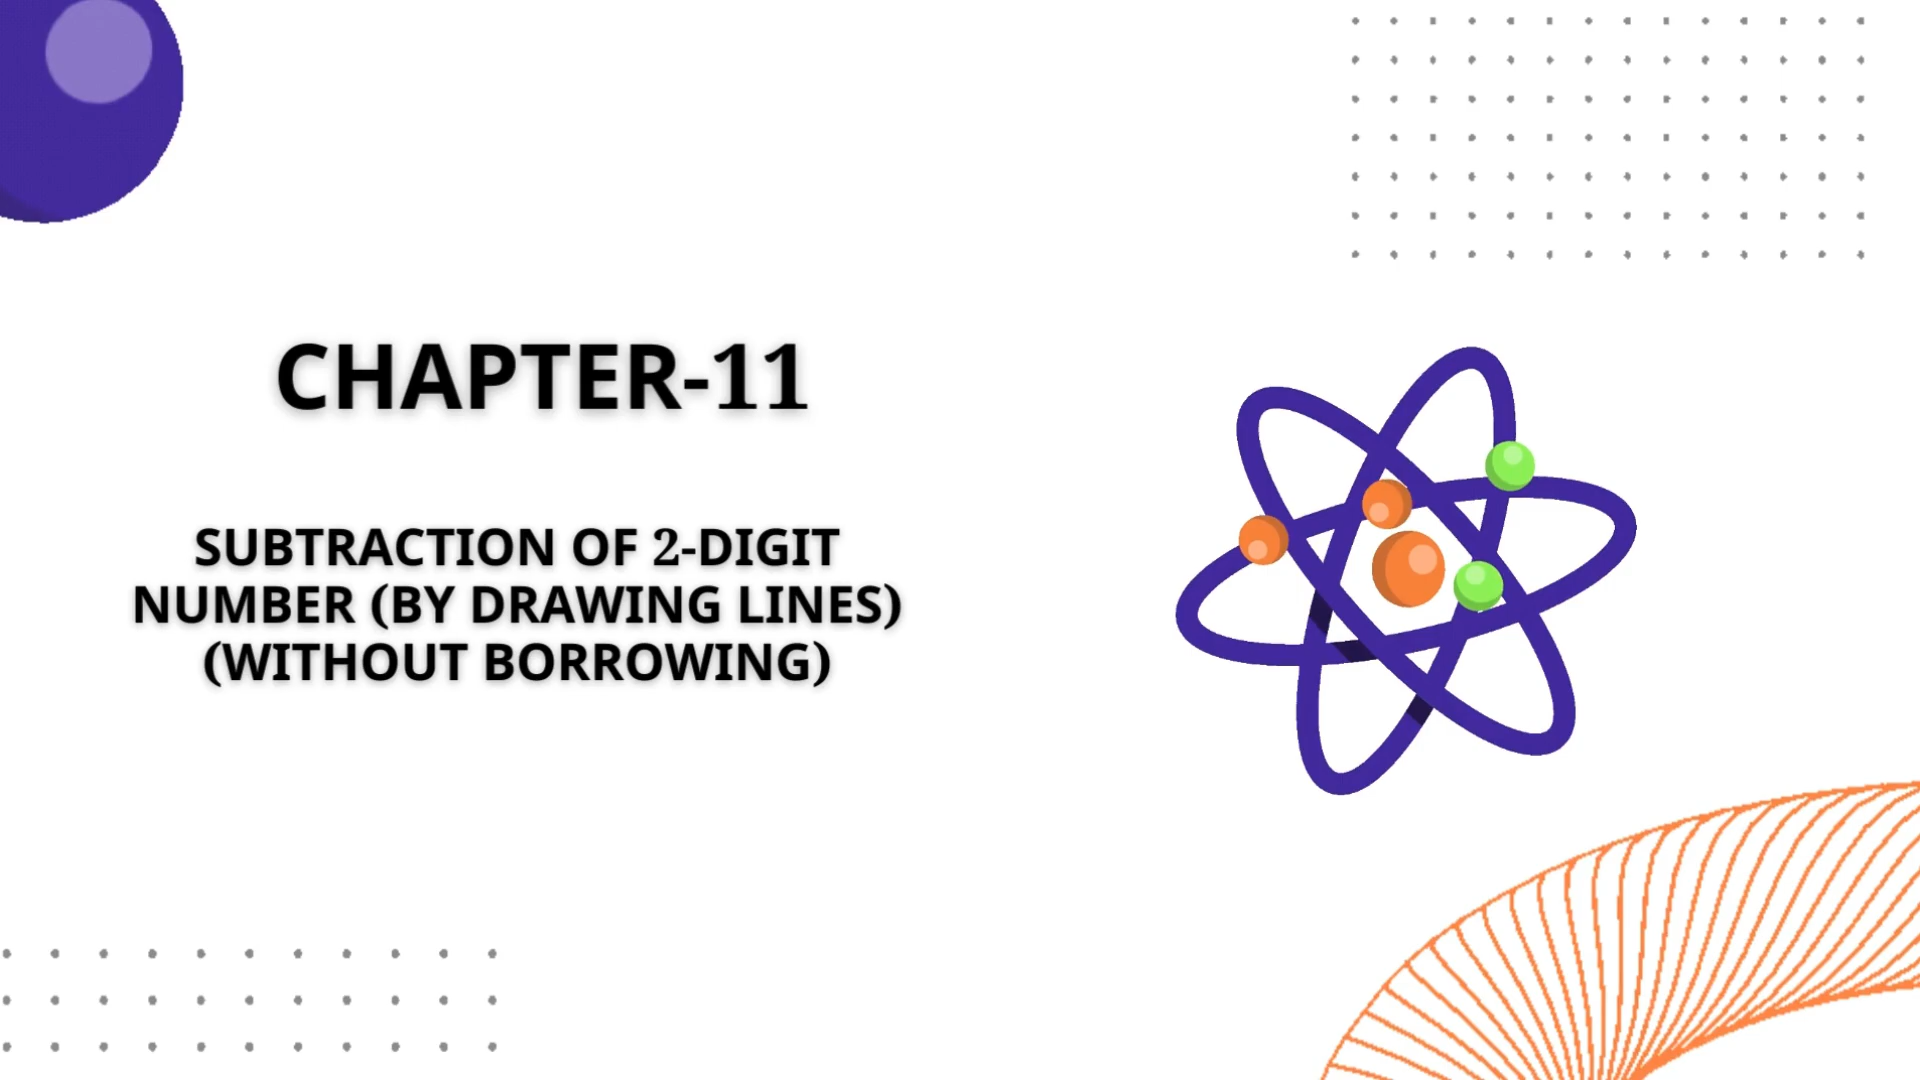 CHAPTER-11
SUBTRACTION OF 2-DIGIT
NUMBER (BY DRAWING LINES)
(WITHOUT BORROWING)